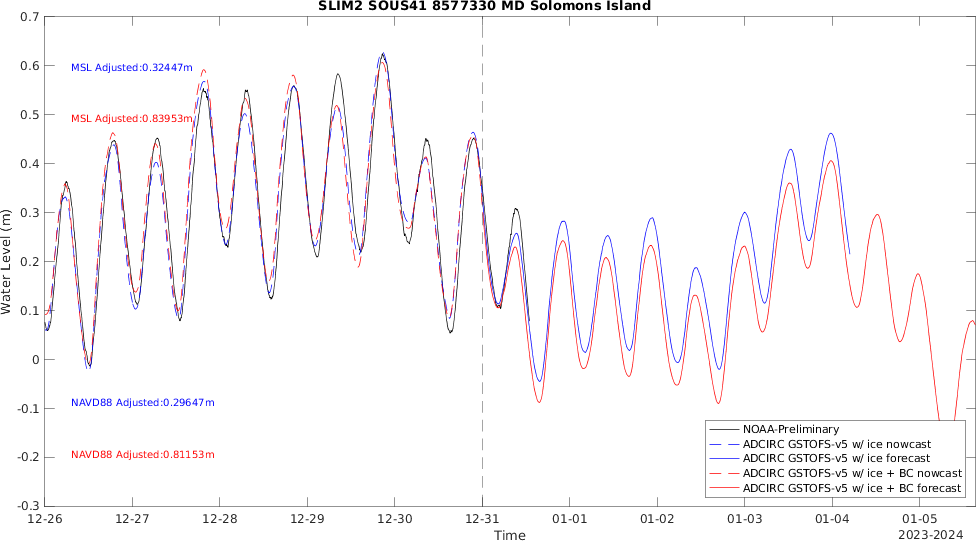 SLIM2 SOUS41 8577330 MD Solomons Island
0.7
0.6
0.5
0.4
0.3
0.2
0.1
0
-0.1
-0.2
-0.3
Water Level (m)
MSL Adjusted:0.32447m
MSL Adjusted:0.83953m
NAVD88 Adjusted:0.29647m
NAVD88 Adjusted:0.81153m
NOAA-Preliminary
ADCIRC GSTOFS-v5 w/ ice nowcast
ADCIRC GSTOFS-v5 w/ ice forecast
ADCIRC GSTOFS-v5 w/ ice + BC nowcast
ADCIRC GSTOFS-v5 w/ ice + BC forecast
12-26 12-27 12-28 12-29 12-30 12-31 01-01 01-02 01-03 01-04 01-05
Time
2023-2024